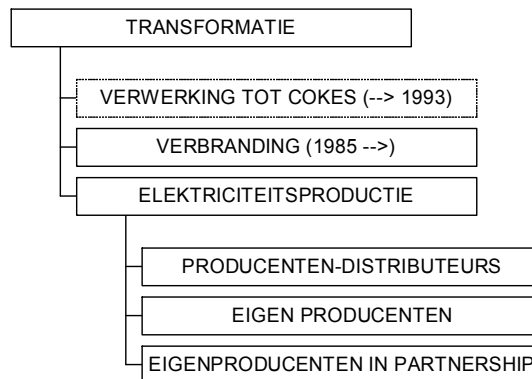 TRANSFORMATIE
VERWERKING TOT COKES (--> 1993)
VERBRANDING (1985 -->)
ELEKTRICITEITSPRODUCTIE
PRODUCENTEN-DISTRIBUTEURS
EIGEN PRODUCENTEN
EIGENPRODUCENTEN IN PARTNERSHIP